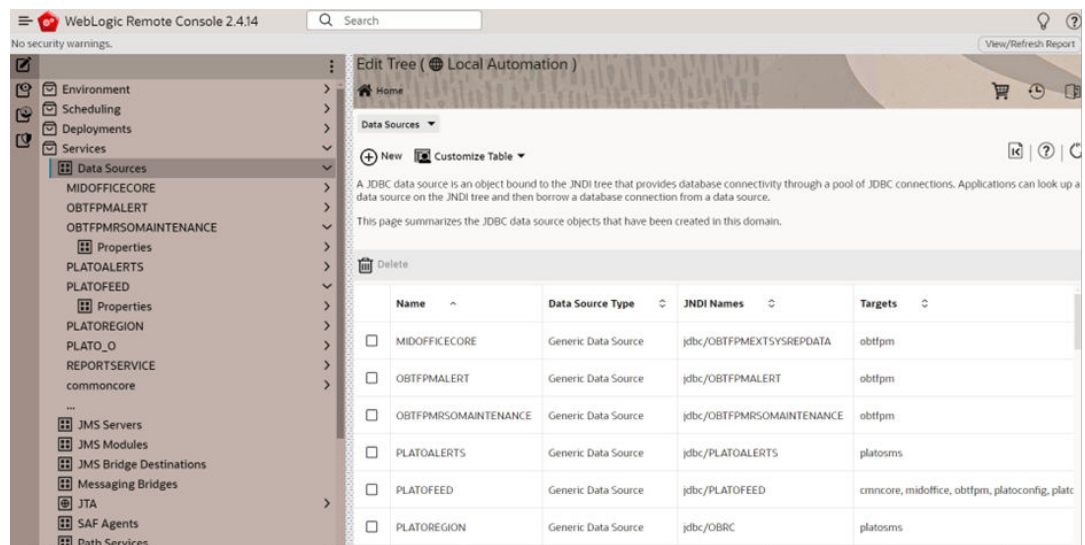 WebLogic Remote Console 2.4.14
Search
No security warnings.
View/Refresh Report
Environment
Scheduling
Deployments
Services
Data Sources
MIDOFFICECORE
OBTFPMALERT
OBTFPMRSOMAINTENANCE
Properties
PLATOALERTS
PLATOFEED
Properties
PLATOREGION
PLATO_O
REPORTSERVICE
commoncore
...
JMS Servers
JMS Modules
JMS Bridge Destinations
Messaging Bridges
JTA
SAF Agents
Path Services
Edit Tree ( Local Automation )
Home
Data Sources
New Customize Table
A JDBC data source is an object bound to the JNDI tree that provides database connectivity through a pool of JDBC connections. Applications can look up a
data source on the JNDI tree and then borrow a database connection from a data source.
This page summarizes the JDBC data source objects that have been created in this domain.
Delete
Name Data Source Type JNDI Names Targets
MIDOFFICECORE Generic Data Source jdbc/OBTFPMEXTSYSREPDATA obtfpm
OBTFPMALERT Generic Data Source jdbc/OBTFPMALERT obtfpm
OBTFPMRSOMAINTENANCE Generic Data Source jdbc/OBTFPMRSOMAINTENANCE obtfpm
PLATOALERTS Generic Data Source jdbc/PLATOALERTS platosms
PLATOFEED Generic Data Source jdbc/PLATOFEED cmncore, midoffice, obtfpm, platoconfig, platc
PLATOREGION Generic Data Source jdbc/OBRC platosms